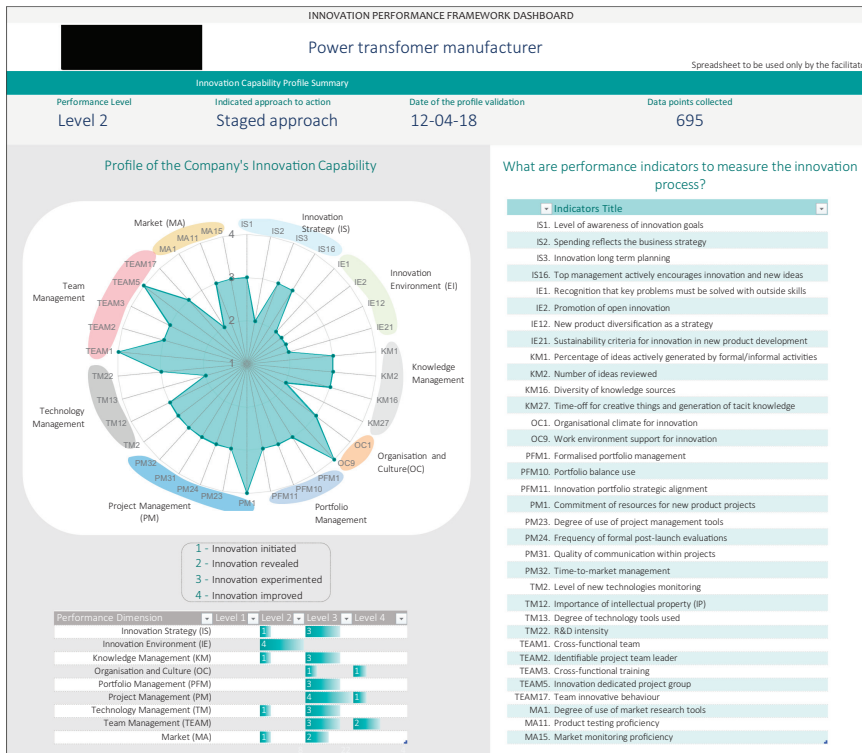 INNOVATION PERFORMANCE FRAMEWORK DASHBOARD
Power transfomer manufacturer
Spreadsheet to be used only by the facilitato
Innovation Capability Profile Summary
Performance Level
Indicated approach to action
Date of the profile validation
Data points collected
Level 2
Staged approach
12-04-18
695
Profile of the Company's Innovation Capability
Market (MA)
Innovation
Strategy (IS)
Innovation
Environment (EI)
Knowledge
Management
Organisation and
Culture(OC)
Portfolio
Management
Project Management
(PM)
Technology
Management
Team
Management
IS1
IS2
IS3
IS16
IE1
IE2
IE12
IE21
KM1
KM2
KM16
KM27
OC1
OC9
PFM1
PFM10
PFM11
PM1
PM23
PM24
PM31
PM32
TM2
TM12
TM13
TM22
TEAM1
TEAM2
TEAM3
TEAM5
TEAM17
MA1
MA11
MA15
4
3
2
1
1 - Innovation initiated
2 - Innovation revealed
3 - Innovation experimented
4 - Innovation improved
Performance Dimension Level 1 Level 2 Level 3 Level 4
Innovation Strategy (IS) 1 3
Innovation Environment (IE) 4
Knowledge Management (KM) 1 3
Organisation and Culture (OC) 1 1
Portfolio Management (PFM) 3
Project Management (PM) 4 1
Technology Management (TM) 1 3
Team Management (TEAM) 3 2
Market (MA) 1 2
What are performance indicators to measure the innovation
process?
Indicators Title
IS1. Level of awareness of innovation goals
IS2. Spending reflects the business strategy
IS3. Innovation long term planning
IS16. Top management actively encourages innovation and new ideas
IE1. Recognition that key problems must be solved with outside skills
IE2. Promotion of open innovation
IE12. New product diversification as a strategy
IE21. Sustainability criteria for innovation in new product development
KM1. Percentage of ideas actively generated by formal/informal activities
KM2. Number of ideas reviewed
KM16. Diversity of knowledge sources
KM27. Time-off for creative things and generation of tacit knowledge
OC1. Organisational climate for innovation
OC9. Work environment support for innovation
PFM1. Formalised portfolio management
PFM10. Portfolio balance use
PFM11. Innovation portfolio strategic alignment
PM1. Commitment of resources for new product projects
PM23. Degree of use of project management tools
PM24. Frequency of formal post-launch evaluations
PM31. Quality of communication within projects
PM32. Time-to-market management
TM2. Level of new technologies monitoring
TM12. Importance of intellectual property (IP)
TM13. Degree of technology tools used
TM22. R&D intensity
TEAM1. Cross-functional team
TEAM2. Identifiable project team leader
TEAM3. Cross-functional training
TEAM5. Innovation dedicated project group
TEAM17. Team innovative behaviour
MA1. Degree of use of market research tools
MA11. Product testing proficiency
MA15. Market monitoring proficiency